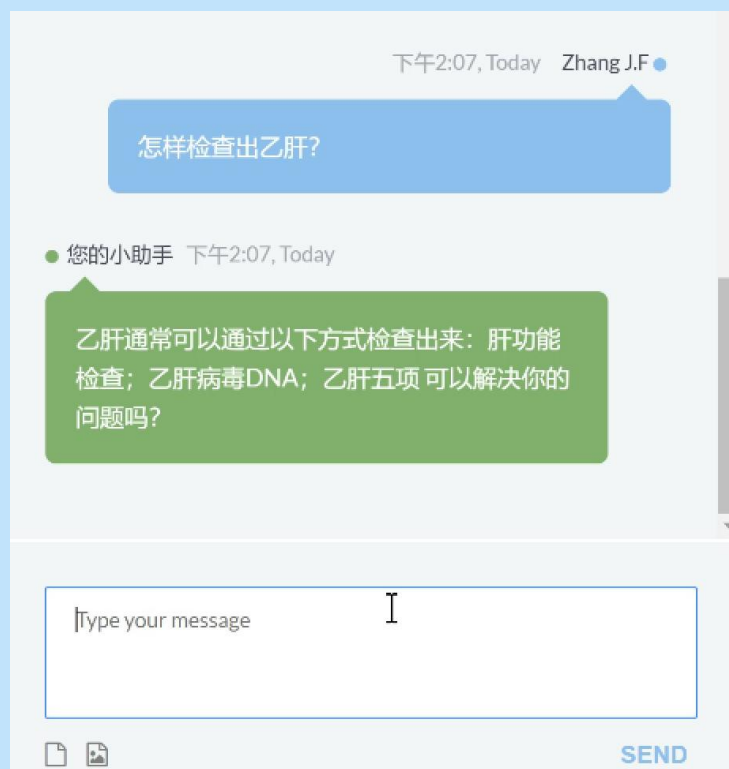 下午2:07, Today Zhang J.F
怎样检查出乙肝?
您的小助手 下午2:07, Today
乙肝通常可以通过以下方式检查出来：肝功能
检查；乙肝病毒DNA；乙肝五项 可以解决你的
问题吗?
Type your message
SEND